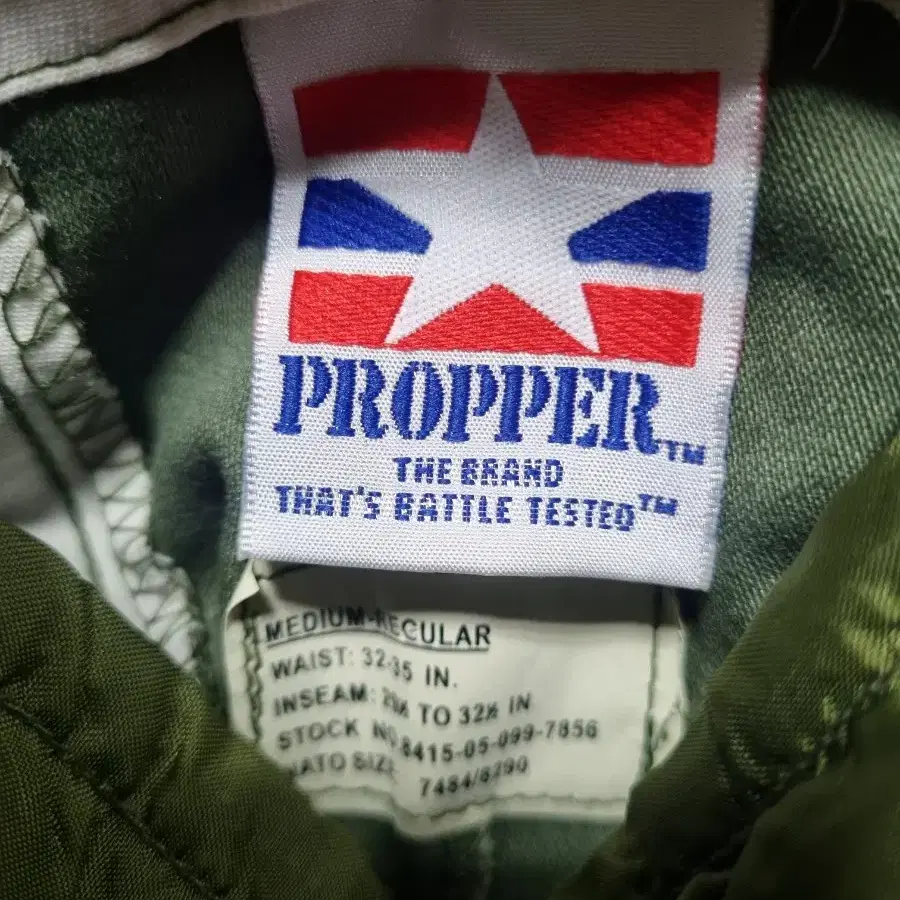 PROPPER™
THE BRAND
THAT'S BATTLE TESTED™
MEDIUM-REGULAR
WAIST: 32-35 IN.
INSEAM: TO 32½ IN
STOCK NO. 8415-05-099-7856
NATO SIZE 7484/8290